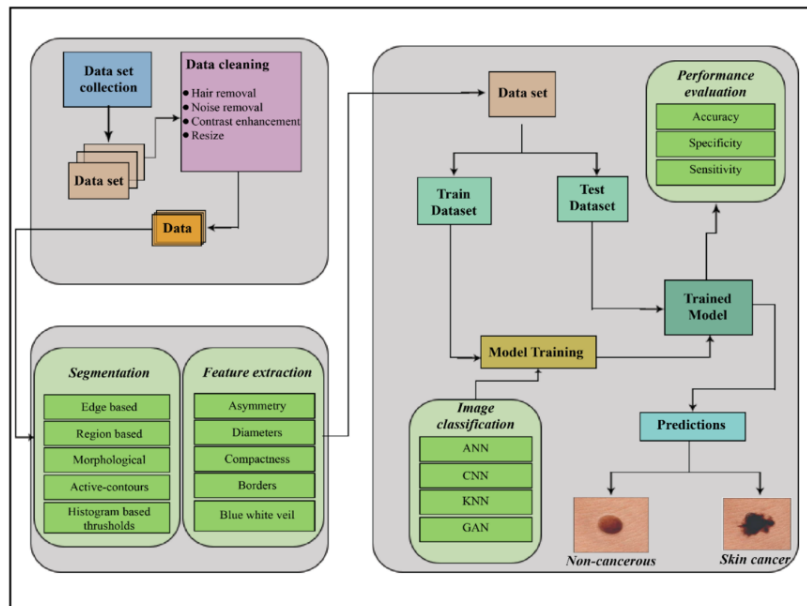 Data set
collection
Data set
Data cleaning
Hair removal
Noise removal
Contrast enhancement
Resize
Data
Segmentation
Edge based
Region based
Morphological
Active-contours
Histogram based
thrusholds
Feature extraction
Asymmetry
Diameters
Compactness
Borders
Blue white veil
Data set
Train
Dataset
Test
Dataset
Performance
evaluation
Accuracy
Specificity
Sensitivity
Trained
Model
Model Training
Image
classification
ANN
CNN
KNN
GAN
Predictions
Non-cancerous
Skin cancer